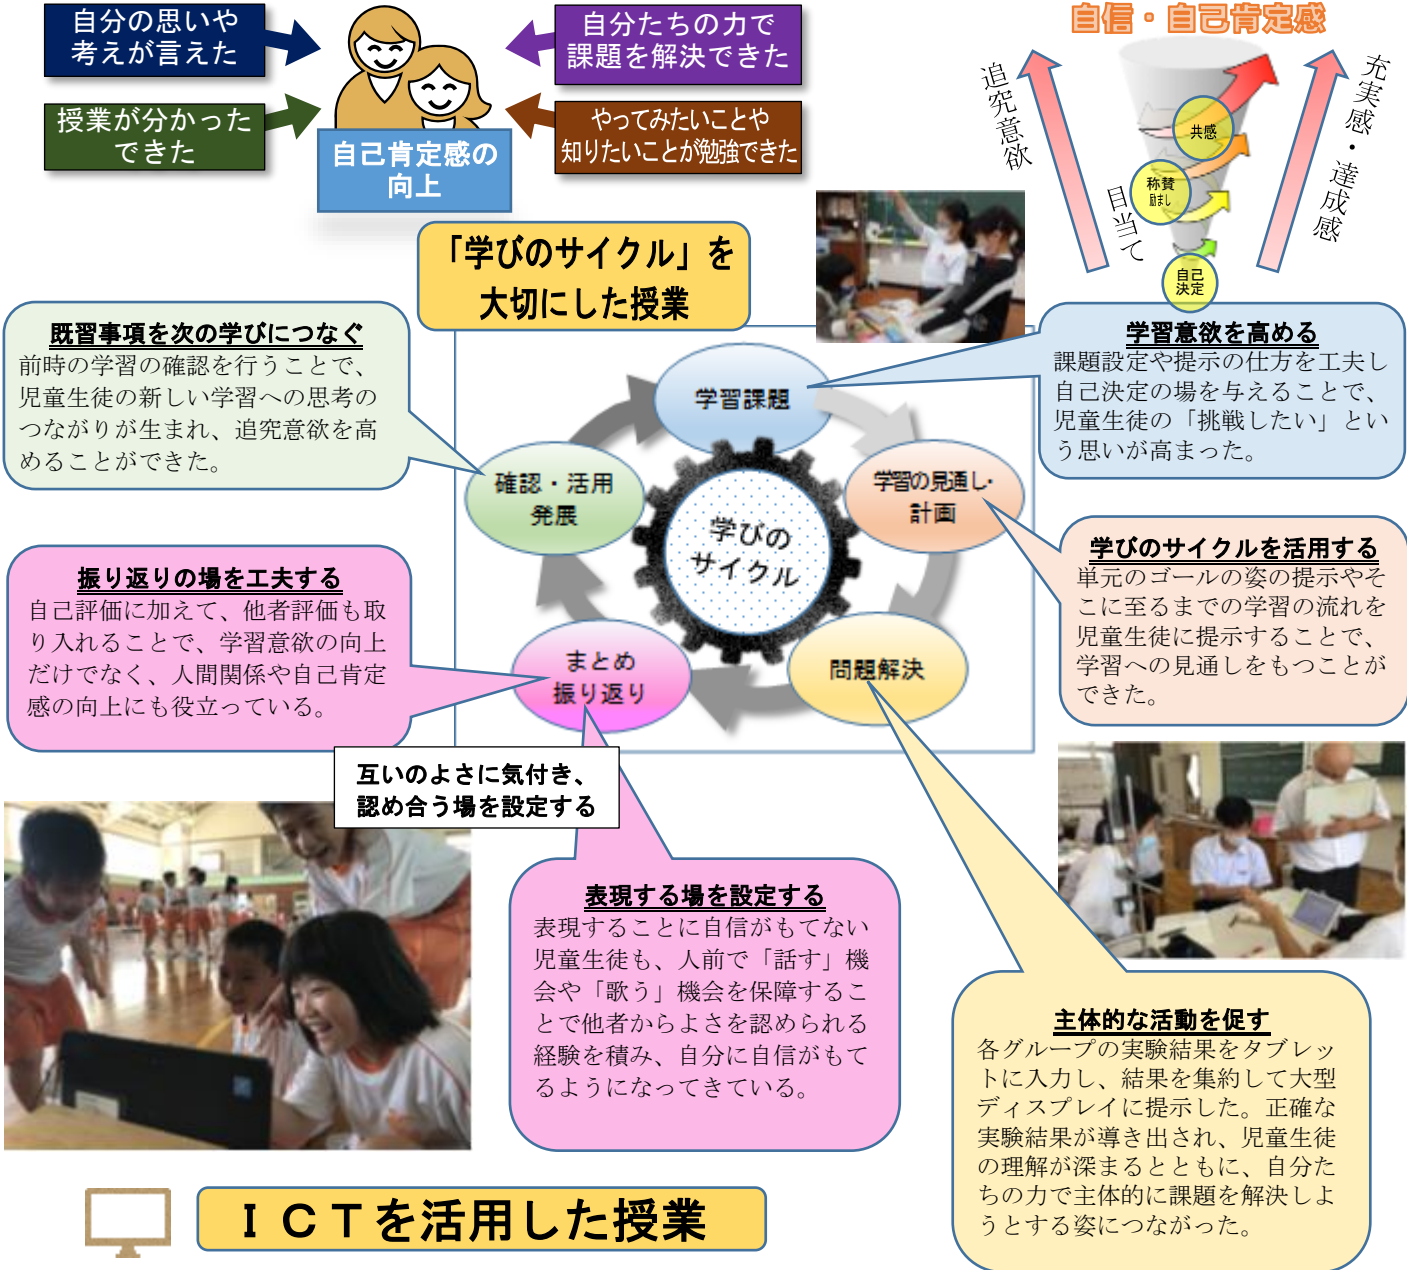 自分の思いや
考えが言えた
授業が分かった
できた
自分たちの力で
課題を解決できた
やってみたいことや
知りたいことが勉強できた
自己肯定感の
向上
自信・自己肯定感
追究意欲
目当て
充実感・達成感
共感
称賛
励まし
自己
決定
「学びのサイクル」を
大切にした授業
既習事項を次の学びにつなぐ
前時の学習の確認を行うことで、
児童生徒の新しい学習への思考の
つながりが生まれ、追究意欲を高
めることができた。
学習意欲を高める
課題設定や提示の仕方を工夫し
自己決定の場を与えることで、
児童生徒の「挑戦したい」とい
う思いが高まった。
学習課題
学習の見通し・
計画
問題解決
まとめ
振り返り
確認・活用
発展
学びの
サイクル
学びのサイクルを活用する
単元のゴールの姿の提示やそ
こに至るまでの学習の流れを
児童生徒に提示することで、
学習への見通しをもつことが
できた。
振り返りの場を工夫する
自己評価に加えて、他者評価も取
り入れることで、学習意欲の向上
だけでなく、人間関係や自己肯定
感の向上にも役立っている。
互いのよさに気付き、
認め合う場を設定する
表現する場を設定する
表現することに自信がもてない
児童生徒も、人前で「話す」機
会や「歌う」機会を保障するこ
とで他者からよさを認められる
経験を積み、自分に自信がもて
るようになってきている。
主体的な活動を促す
各グループの実験結果をタブレッ
トに入力し、結果を集約して大型
ディスプレイに提示した。正確な
実験結果が導き出され、児童生徒
の理解が深まるとともに、自分た
ちの力で主体的に課題を解決しよ
うとする姿につながった。
ＩＣＴを活用した授業